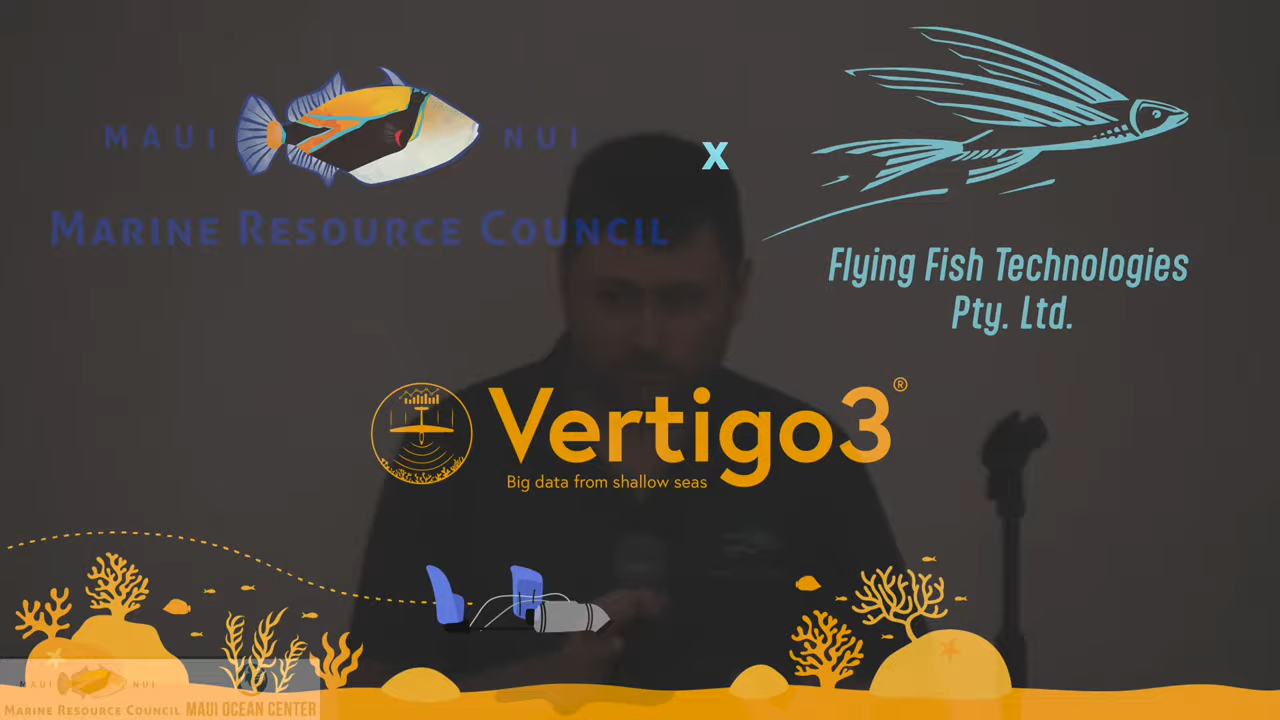 MAUI NUI
MARINE RESOURCE COUNCIL
x
Flying Fish Technologies
Pty. Ltd.
Vertigo3®
Big data from shallow seas
MAUI NUI
MARINE RESOURCE COUNCIL
MAUI OCEAN CENTER